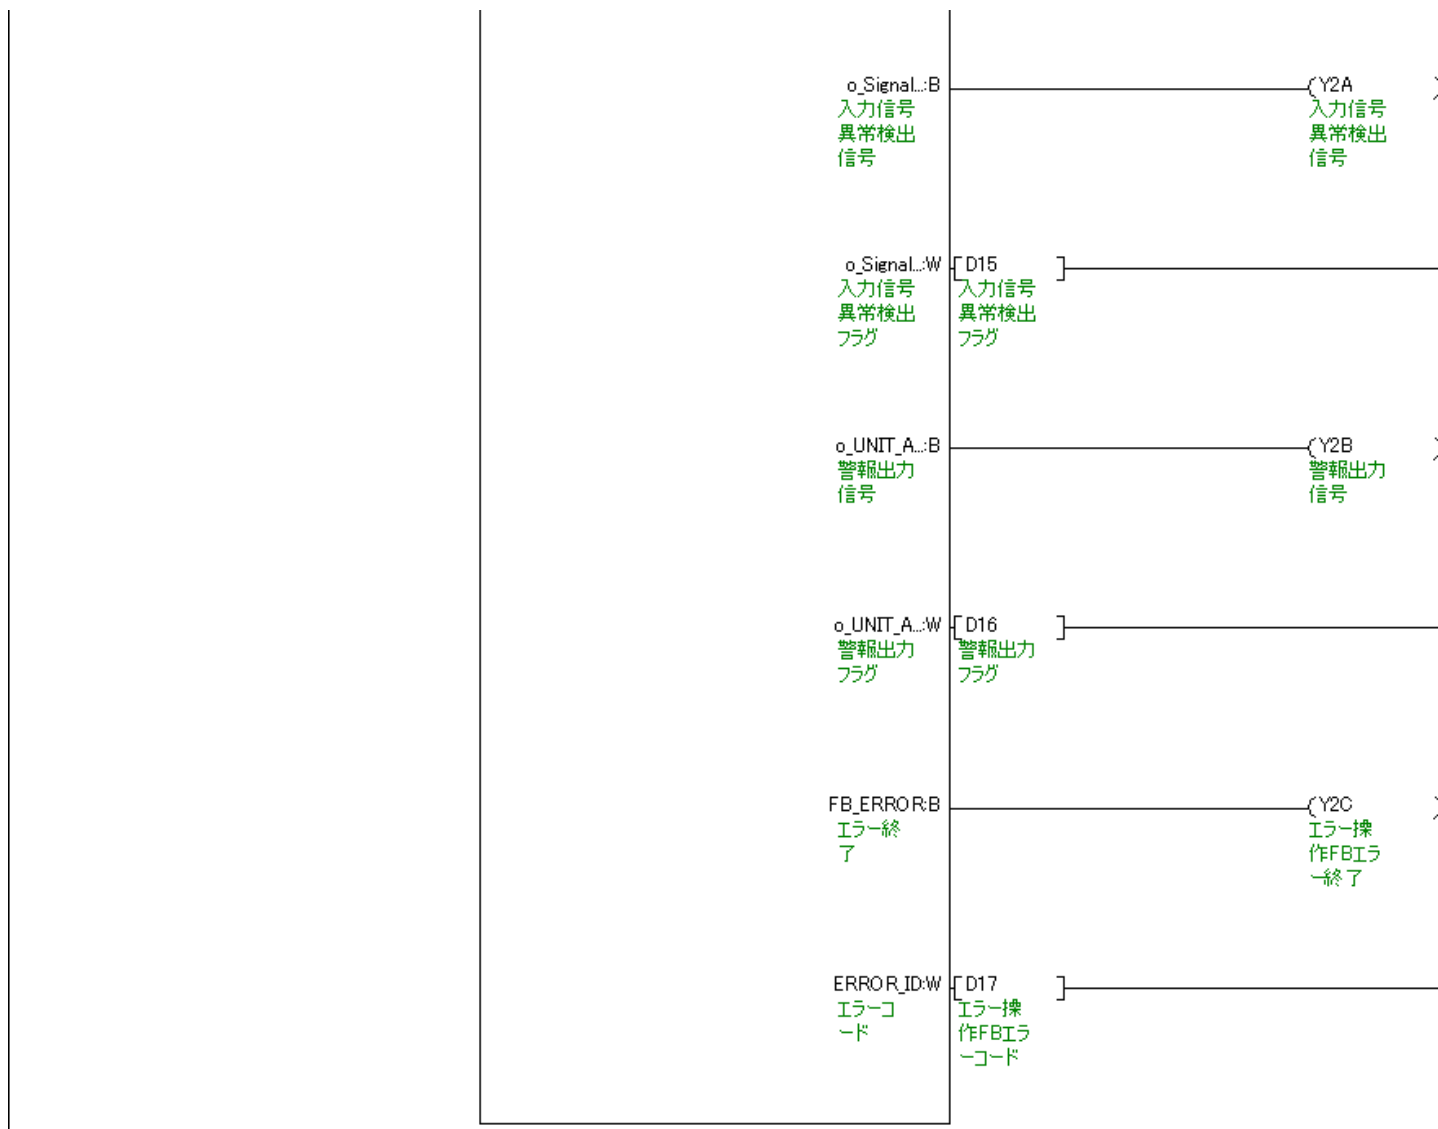 o_Signal...:B
Y2A
入力信号
異常検出
信号
入力信号
異常検出
信号
o_Signal...:W
D15
入力信号
異常検出
フラグ
入力信号
異常検出
フラグ
o_UNIT_A...:B
Y2B
警報出力
信号
警報出力
信号
o_UNIT_A...:W
D16
警報出力
フラグ
警報出力
フラグ
FB_ERROR:B
Y2C
エラー終
了
エラー操
作FBエラ
ー終了
ERROR_ID:W
D17
エラーコ
ード
エラー操
作FBエラ
ーコード